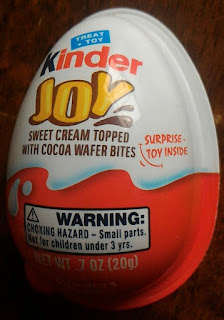 TREAT
+ TOY
Kinder
JOY
SWEET CREAM TOPPED
WITH COCOA WAFER BITES
SURPRISE
TOY INSIDE
WARNING:
CHOKING HAZARD – Small parts.
Not for children under 3 yrs.
NET WT .7 OZ (20g)